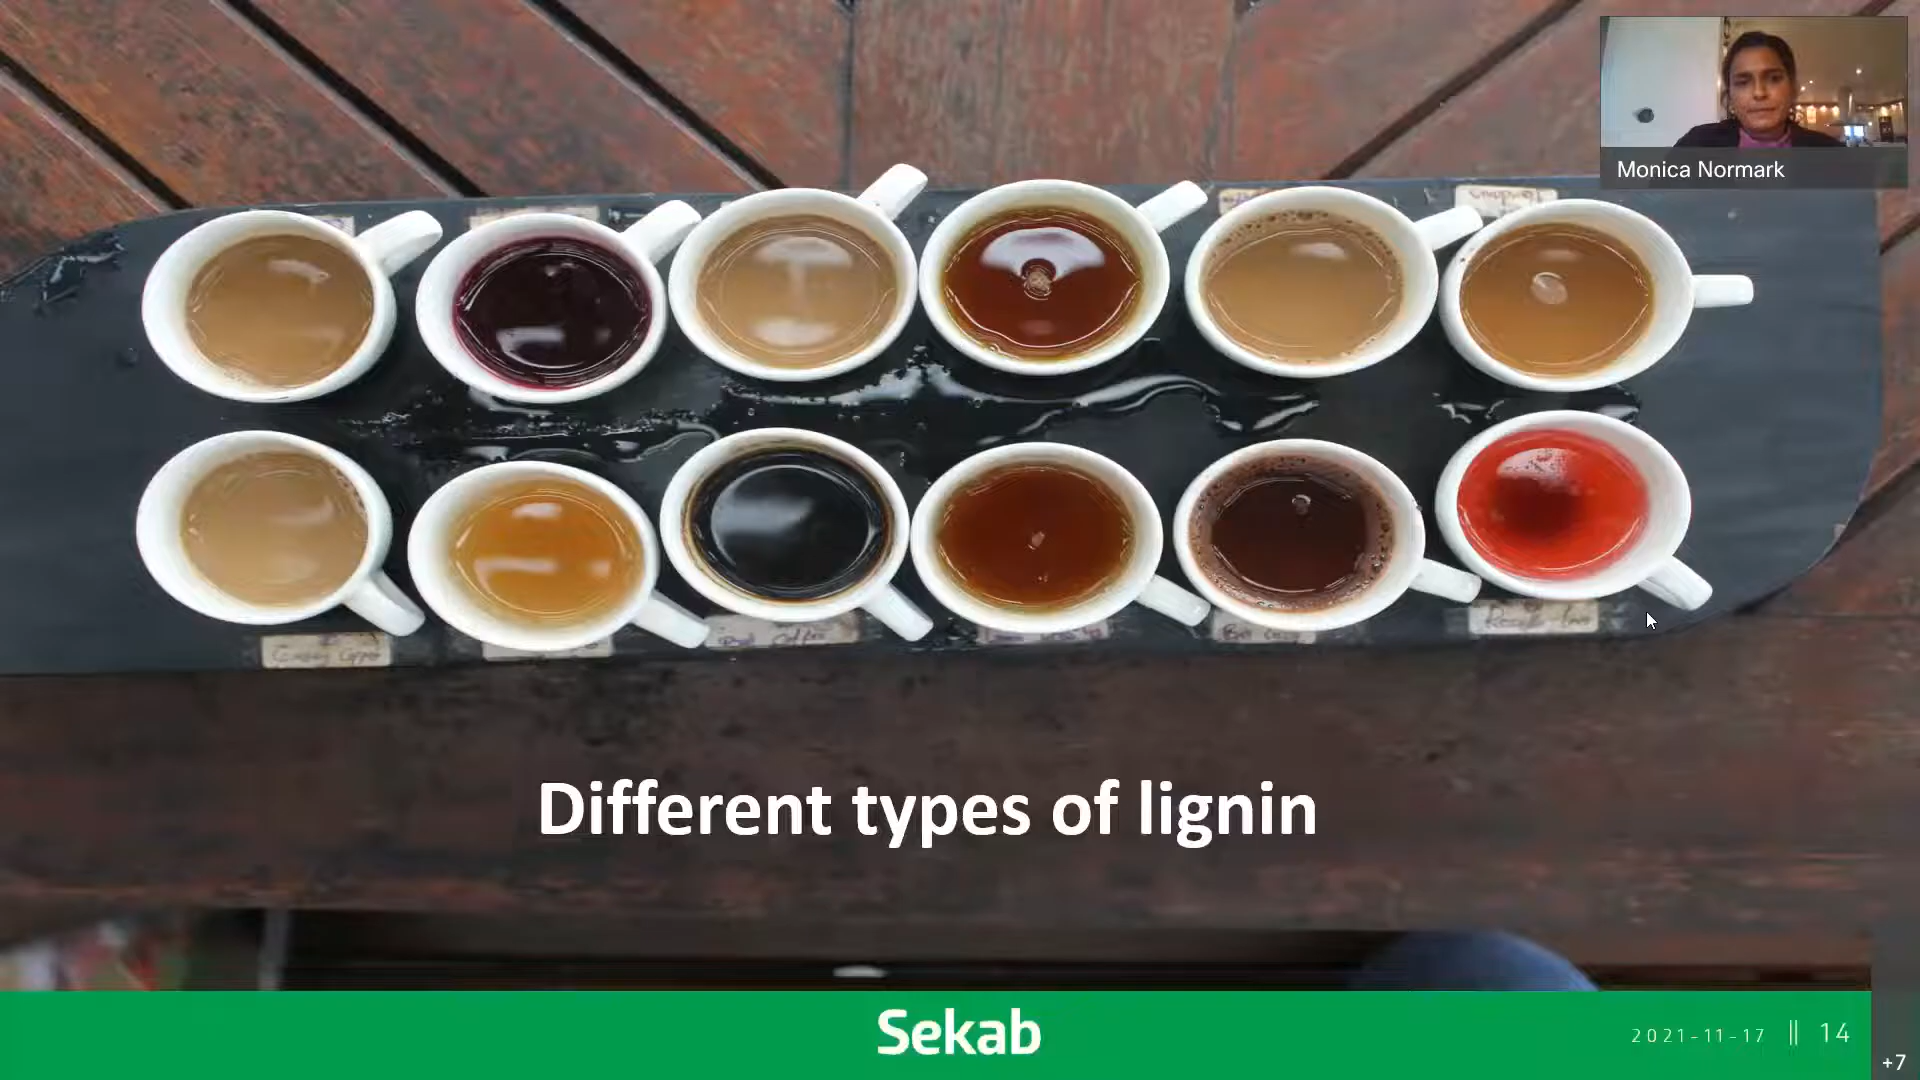 Monica Normark
Different types of lignin
Sekab
2021-11-17 || 14
+7